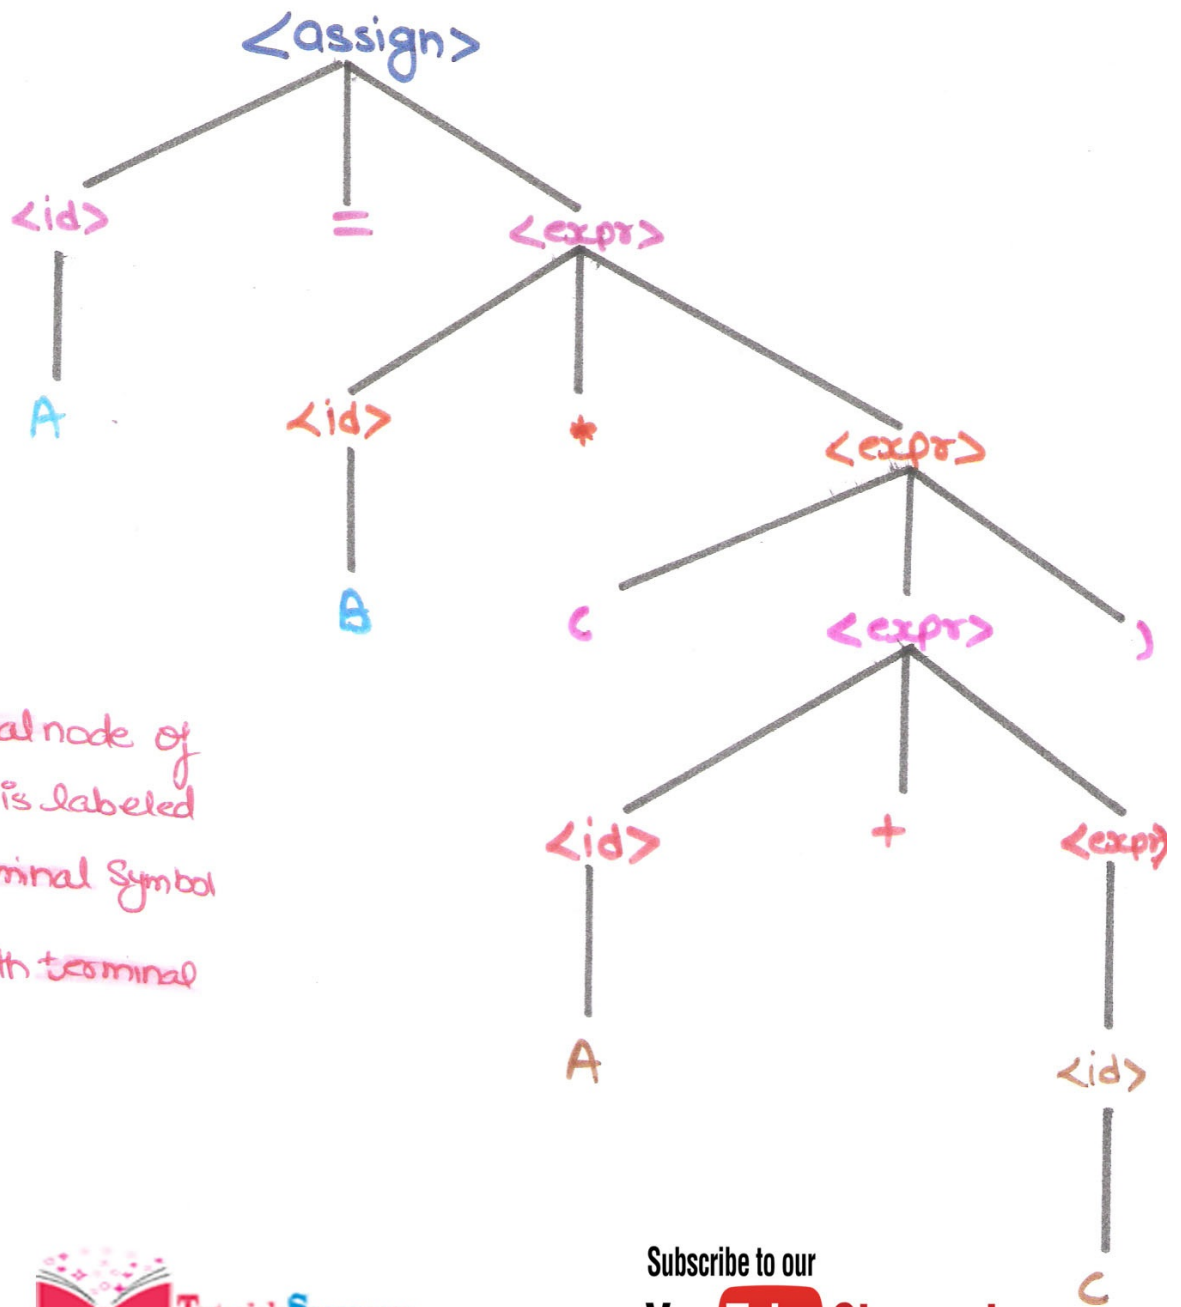 <assign>
<id> = <expr>
A <id> * <expr>
B ( <expr> )
al node of
is labeled
<id> + <expr>
minal Symbol
th terminal
A <id>
C
Subscribe to our